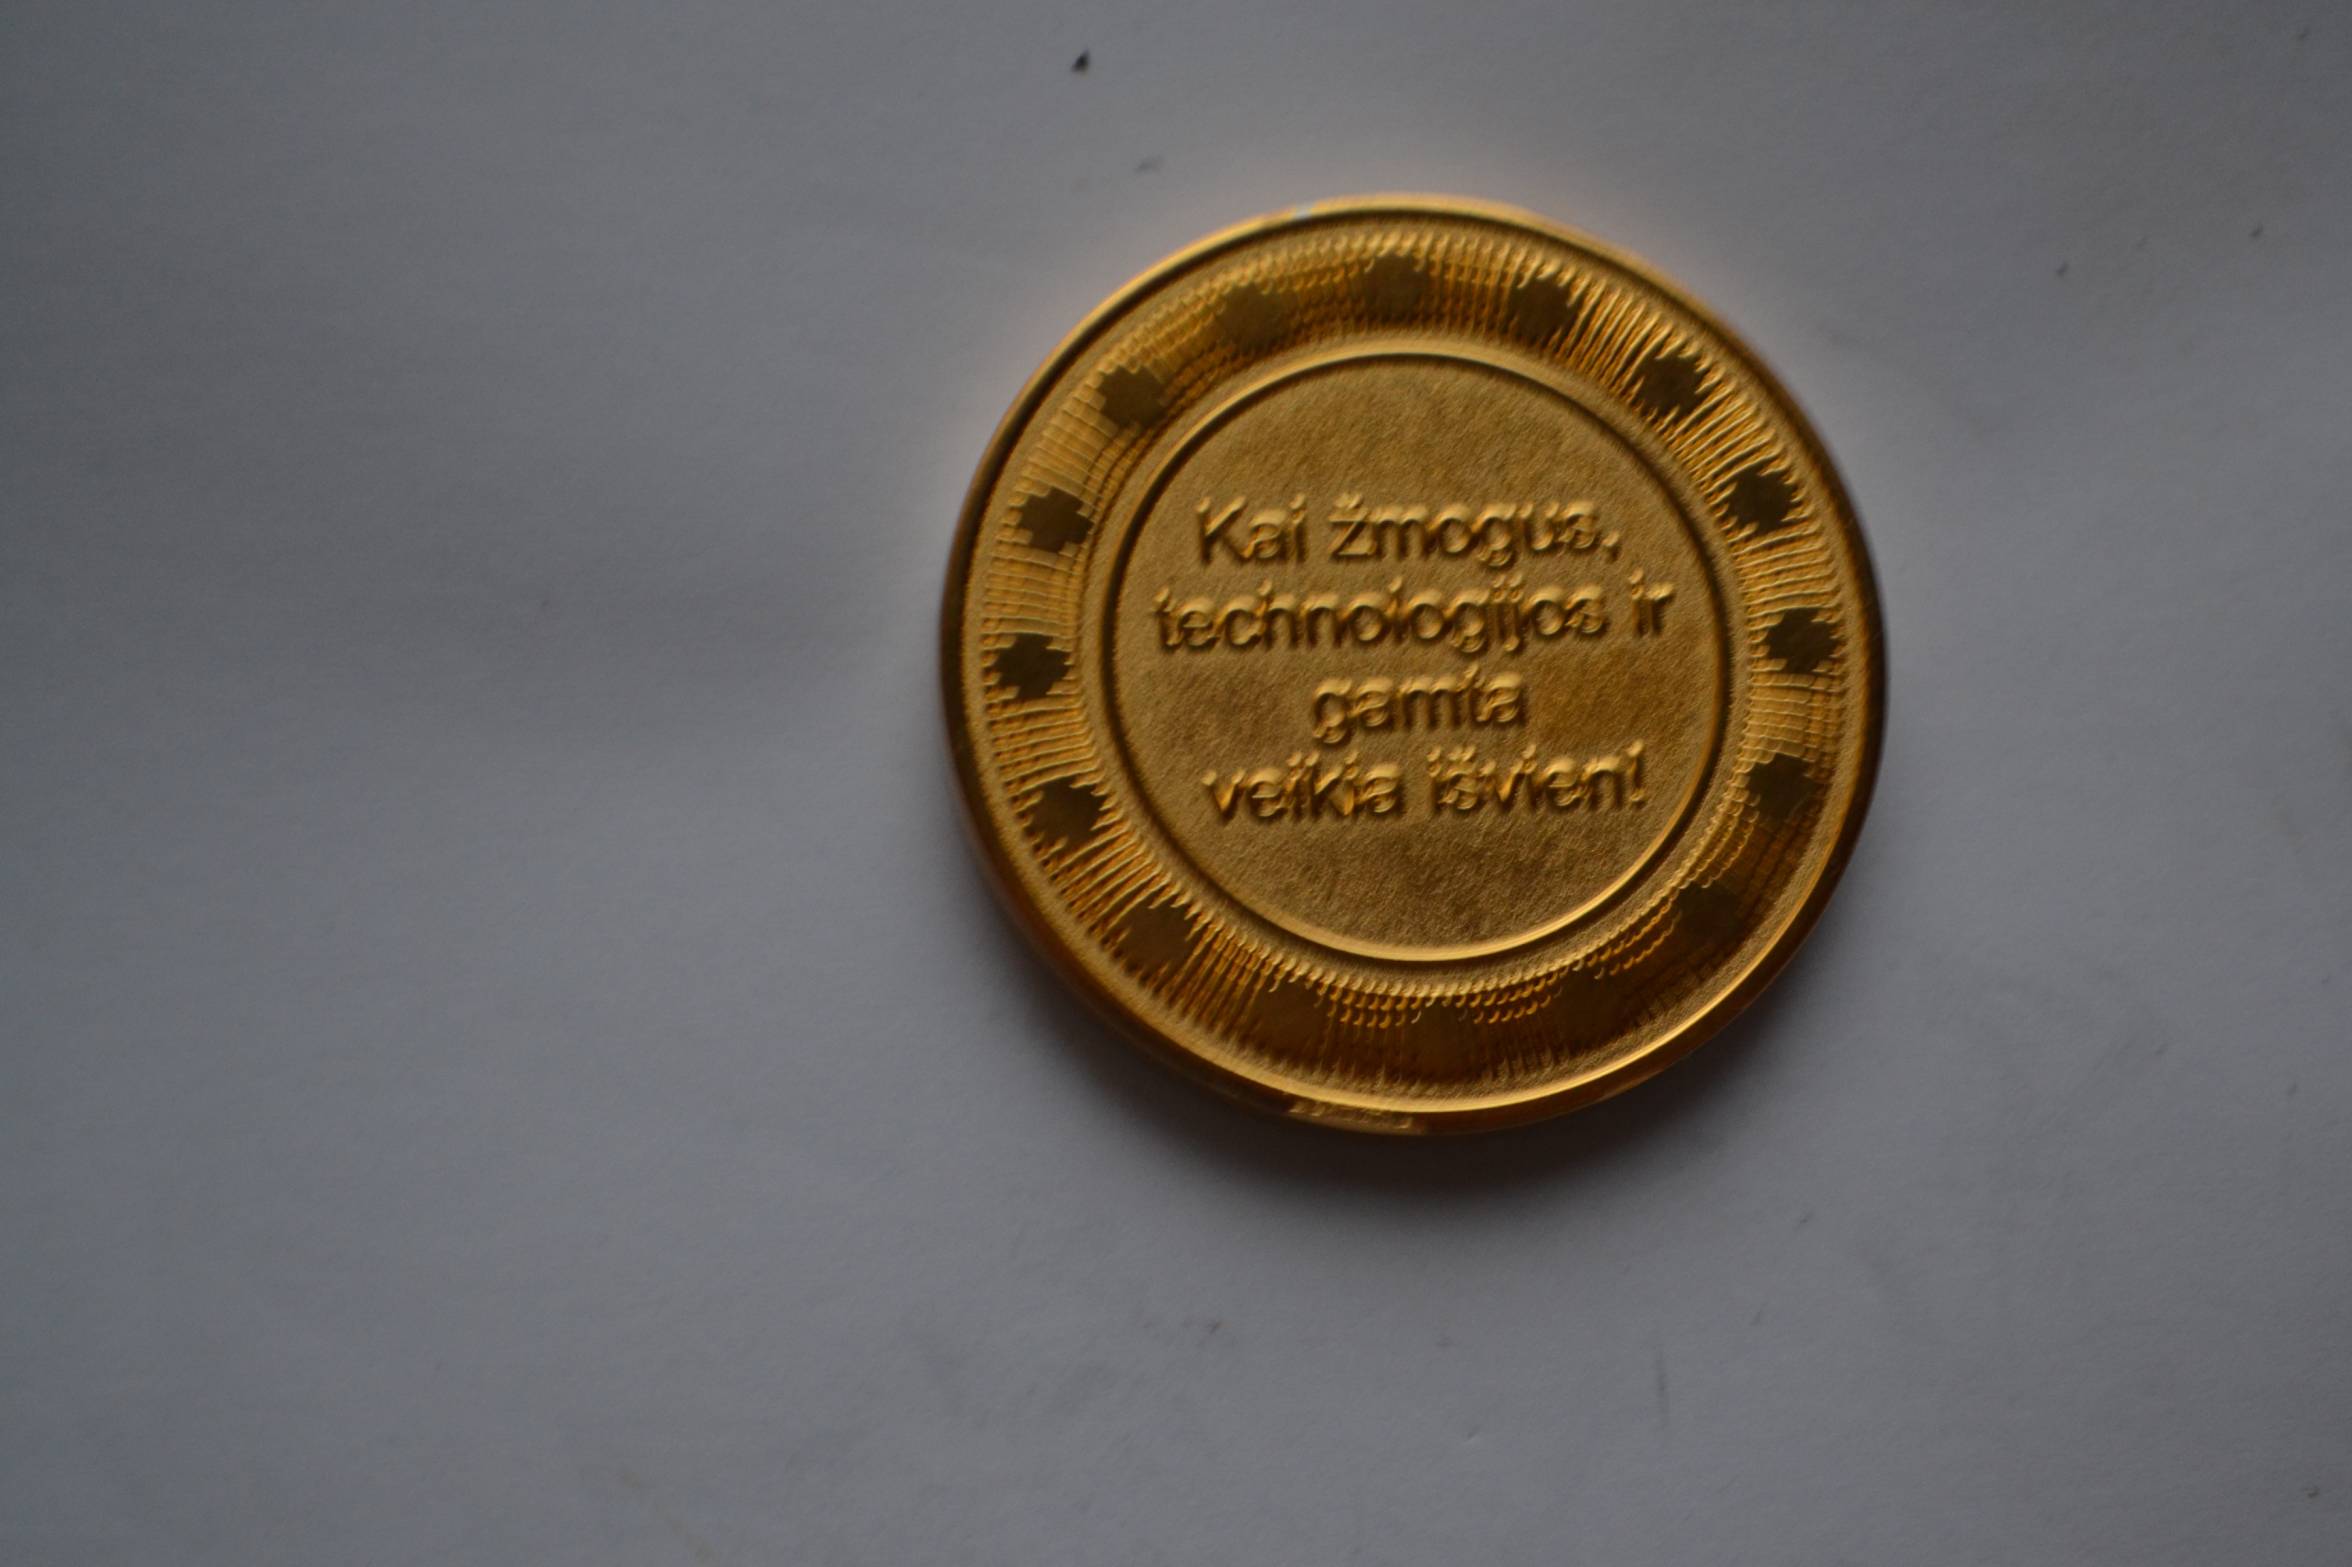 Kai žmogus,
technologijos ir
gamta
veikia išvien!